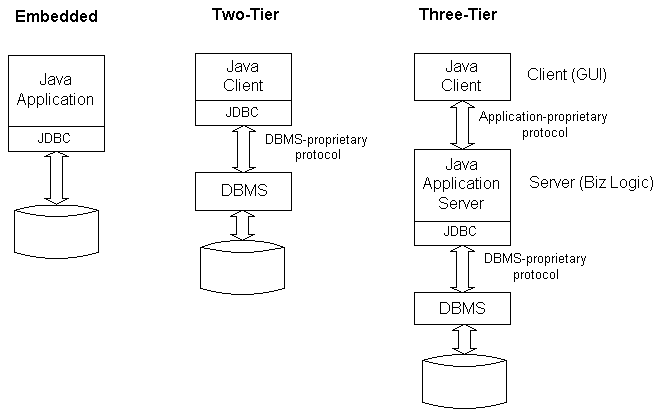 Embedded
Java
Application
JDBC
Two-Tier
Java
Client
JDBC
DBMS-proprietary
protocol
DBMS
Three-Tier
Java
Client
Client (GUI)
Application-proprietary
protocol
Java
Application
Server
Server (Biz Logic)
JDBC
DBMS-proprietary
protocol
DBMS